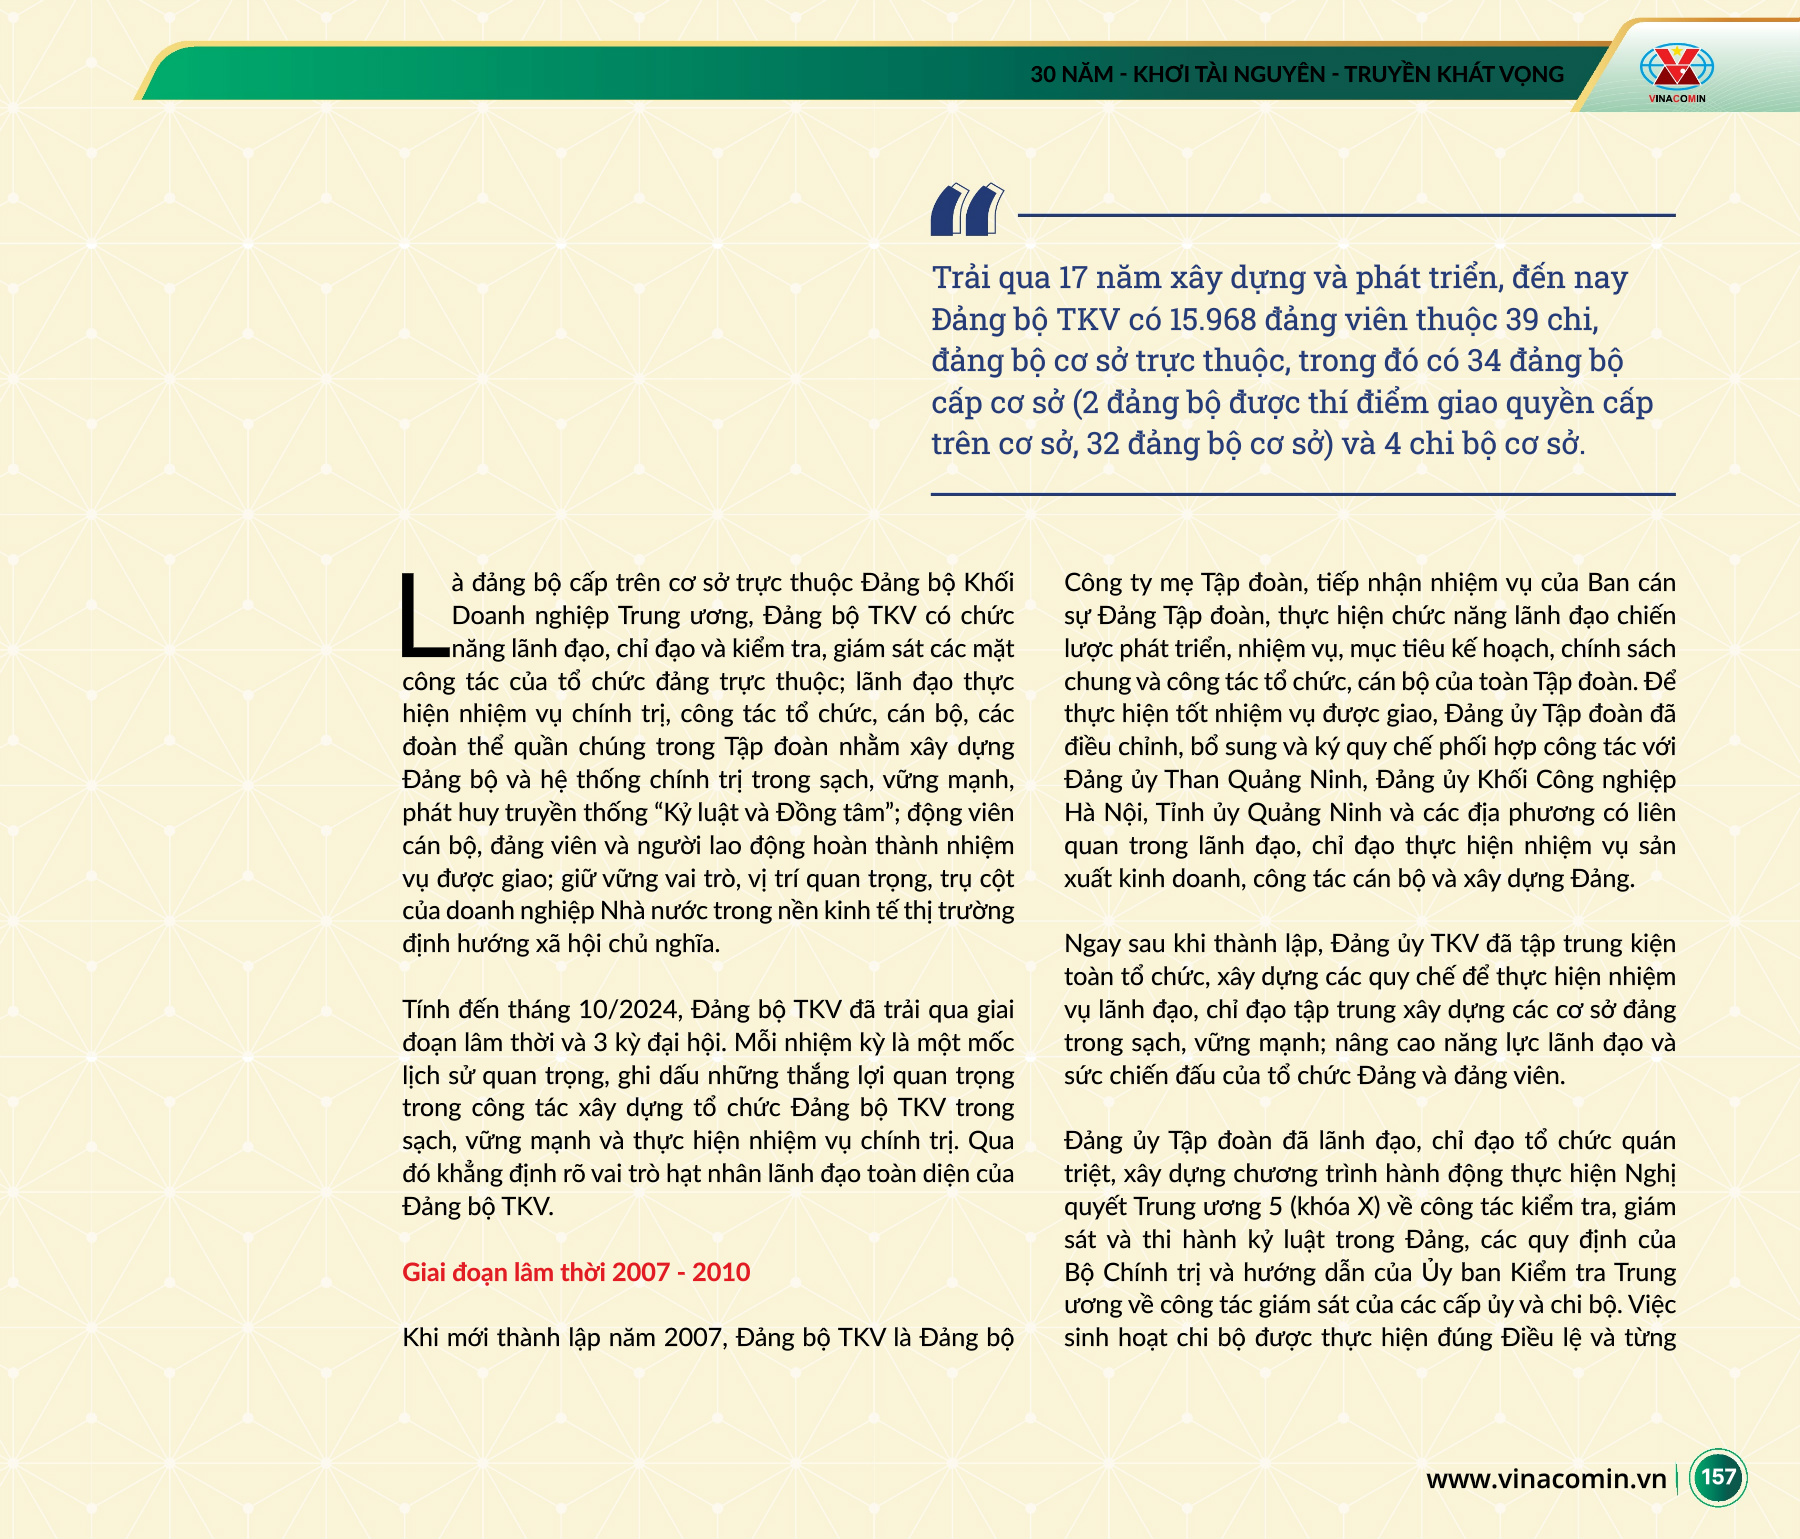 30 NĂM - KHƠI TÀI NGUYÊN - TRUYỀN KHÁT VỌNG
VINACOMIN
“
Trải qua 17 năm xây dựng và phát triển, đến nay
Đảng bộ TKV có 15.968 đảng viên thuộc 39 chi,
đảng bộ cơ sở trực thuộc, trong đó có 34 đảng bộ
cấp cơ sở (2 đảng bộ được thí điểm giao quyền cấp
trên cơ sở, 32 đảng bộ cơ sở) và 4 chi bộ cơ sở.
Là đảng bộ cấp trên cơ sở trực thuộc Đảng bộ Khối
Doanh nghiệp Trung ương, Đảng bộ TKV có chức
năng lãnh đạo, chỉ đạo và kiểm tra, giám sát các mặt
công tác của tổ chức đảng trực thuộc; lãnh đạo thực
hiện nhiệm vụ chính trị, công tác tổ chức, cán bộ, các
đoàn thể quần chúng trong Tập đoàn nhằm xây dựng
Đảng bộ và hệ thống chính trị trong sạch, vững mạnh,
phát huy truyền thống “Kỷ luật và Đồng tâm”; động viên
cán bộ, đảng viên và người lao động hoàn thành nhiệm
vụ được giao; giữ vững vai trò, vị trí quan trọng, trụ cột
của doanh nghiệp Nhà nước trong nền kinh tế thị trường
định hướng xã hội chủ nghĩa.
Tính đến tháng 10/2024, Đảng bộ TKV đã trải qua giai
đoạn lâm thời và 3 kỳ đại hội. Mỗi nhiệm kỳ là một mốc
lịch sử quan trọng, ghi dấu những thắng lợi quan trọng
trong công tác xây dựng tổ chức Đảng bộ TKV trong
sạch, vững mạnh và thực hiện nhiệm vụ chính trị. Qua
đó khẳng định rõ vai trò hạt nhân lãnh đạo toàn diện của
Đảng bộ TKV.
Giai đoạn lâm thời 2007 - 2010
Khi mới thành lập năm 2007, Đảng bộ TKV là Đảng bộ
Công ty mẹ Tập đoàn, tiếp nhận nhiệm vụ của Ban cán
sự Đảng Tập đoàn, thực hiện chức năng lãnh đạo chiến
lược phát triển, nhiệm vụ, mục tiêu kế hoạch, chính sách
chung và công tác tổ chức, cán bộ của toàn Tập đoàn. Để
thực hiện tốt nhiệm vụ được giao, Đảng ủy Tập đoàn đã
điều chỉnh, bổ sung và ký quy chế phối hợp công tác với
Đảng ủy Than Quảng Ninh, Đảng ủy Khối Công nghiệp
Hà Nội, Tỉnh ủy Quảng Ninh và các địa phương có liên
quan trong lãnh đạo, chỉ đạo thực hiện nhiệm vụ sản
xuất kinh doanh, công tác cán bộ và xây dựng Đảng.
Ngay sau khi thành lập, Đảng ủy TKV đã tập trung kiện
toàn tổ chức, xây dựng các quy chế để thực hiện nhiệm
vụ lãnh đạo, chỉ đạo tập trung xây dựng các cơ sở đảng
trong sạch, vững mạnh; nâng cao năng lực lãnh đạo và
sức chiến đấu của tổ chức Đảng và đảng viên.
Đảng ủy Tập đoàn đã lãnh đạo, chỉ đạo tổ chức quán
triệt, xây dựng chương trình hành động thực hiện Nghị
quyết Trung ương 5 (khóa X) về công tác kiểm tra, giám
sát và thi hành kỷ luật trong Đảng, các quy định của
Bộ Chính trị và hướng dẫn của Ủy ban Kiểm tra Trung
ương về công tác giám sát của các cấp ủy và chi bộ. Việc
sinh hoạt chi bộ được thực hiện đúng Điều lệ và từng
www.vinacomin.vn
157